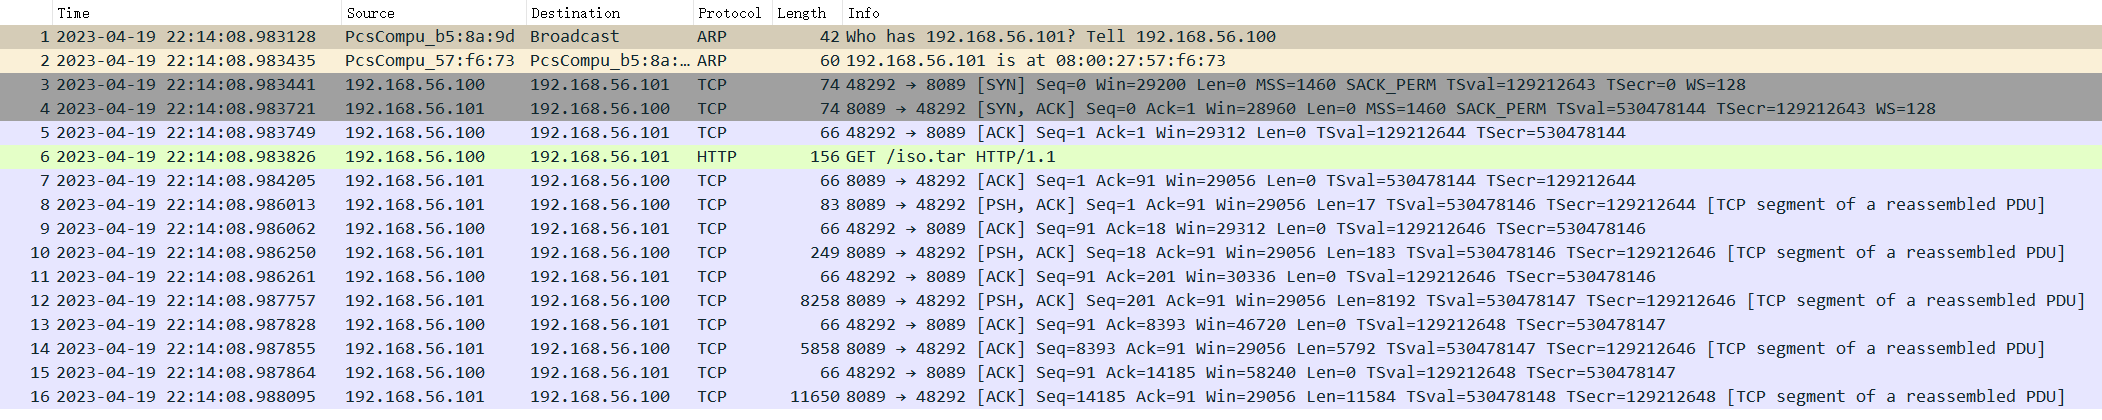 Time Source Destination Protocol Length Info
1 2023-04-19 22:14:08.983128 PcsCompu_b5:8a:9d Broadcast ARP 42 Who has 192.168.56.101? Tell 192.168.56.100
2 2023-04-19 22:14:08.983435 PcsCompu_57:f6:73 PcsCompu_b5:8a:… ARP 60 192.168.56.101 is at 08:00:27:57:f6:73
3 2023-04-19 22:14:08.983441 192.168.56.100 192.168.56.101 TCP 74 48292 → 8089 [SYN] Seq=0 Win=29200 Len=0 MSS=1460 SACK_PERM TSval=129212643 TSecr=0 WS=128
4 2023-04-19 22:14:08.983721 192.168.56.101 192.168.56.100 TCP 74 8089 → 48292 [SYN, ACK] Seq=0 Ack=1 Win=28960 Len=0 MSS=1460 SACK_PERM TSval=530478144 TSecr=129212643 WS=128
5 2023-04-19 22:14:08.983749 192.168.56.100 192.168.56.101 TCP 66 48292 → 8089 [ACK] Seq=1 Ack=1 Win=29312 Len=0 TSval=129212644 TSecr=530478144
6 2023-04-19 22:14:08.983826 192.168.56.100 192.168.56.101 HTTP 156 GET /iso.tar HTTP/1.1
7 2023-04-19 22:14:08.984205 192.168.56.101 192.168.56.100 TCP 66 8089 → 48292 [ACK] Seq=1 Ack=91 Win=29056 Len=0 TSval=530478144 TSecr=129212644
8 2023-04-19 22:14:08.986013 192.168.56.101 192.168.56.100 TCP 83 8089 → 48292 [PSH, ACK] Seq=1 Ack=91 Win=29056 Len=17 TSval=530478146 TSecr=129212644 [TCP segment of a reassembled PDU]
9 2023-04-19 22:14:08.986062 192.168.56.100 192.168.56.101 TCP 66 48292 → 8089 [ACK] Seq=91 Ack=18 Win=29312 Len=0 TSval=129212646 TSecr=530478146
10 2023-04-19 22:14:08.986250 192.168.56.101 192.168.56.100 TCP 249 8089 → 48292 [PSH, ACK] Seq=18 Ack=91 Win=29056 Len=183 TSval=530478146 TSecr=129212646 [TCP segment of a reassembled PDU]
11 2023-04-19 22:14:08.986261 192.168.56.100 192.168.56.101 TCP 66 48292 → 8089 [ACK] Seq=91 Ack=201 Win=30336 Len=0 TSval=129212646 TSecr=530478146
12 2023-04-19 22:14:08.987757 192.168.56.101 192.168.56.100 TCP 8258 8089 → 48292 [PSH, ACK] Seq=201 Ack=91 Win=29056 Len=8192 TSval=530478147 TSecr=129212646 [TCP segment of a reassembled PDU]
13 2023-04-19 22:14:08.987828 192.168.56.100 192.168.56.101 TCP 66 48292 → 8089 [ACK] Seq=91 Ack=8393 Win=46720 Len=0 TSval=129212648 TSecr=530478147
14 2023-04-19 22:14:08.987855 192.168.56.101 192.168.56.100 TCP 5858 8089 → 48292 [ACK] Seq=8393 Ack=91 Win=29056 Len=5792 TSval=530478147 TSecr=129212646 [TCP segment of a reassembled PDU]
15 2023-04-19 22:14:08.987864 192.168.56.100 192.168.56.101 TCP 66 48292 → 8089 [ACK] Seq=91 Ack=14185 Win=58240 Len=0 TSval=129212648 TSecr=530478147
16 2023-04-19 22:14:08.988095 192.168.56.101 192.168.56.100 TCP 11650 8089 → 48292 [ACK] Seq=14185 Ack=91 Win=29056 Len=11584 TSval=530478148 TSecr=129212648 [TCP segment of a reassembled PDU]